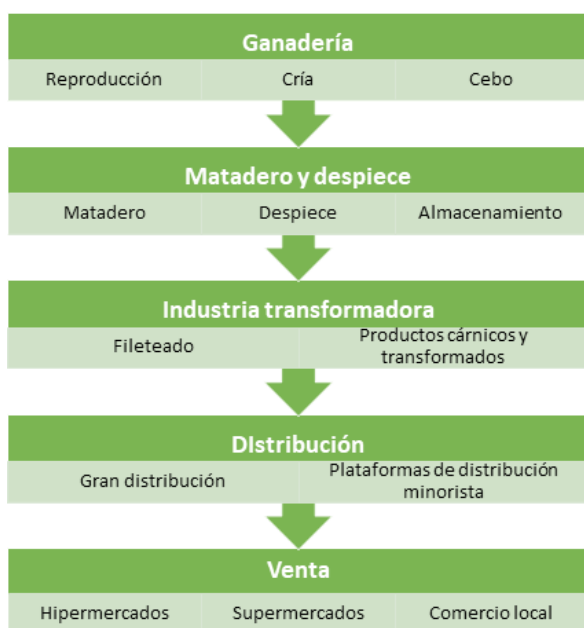 Ganadería
Reproducción
Cría
Cebo
Matadero y despiece
Matadero
Despiece
Almacenamiento
Industria transformadora
Fileteado
Productos cárnicos y
transformados
DIstribución
Gran distribución
Plataformas de distribución
minorista
Venta
Hipermercados
Supermercados
Comercio local